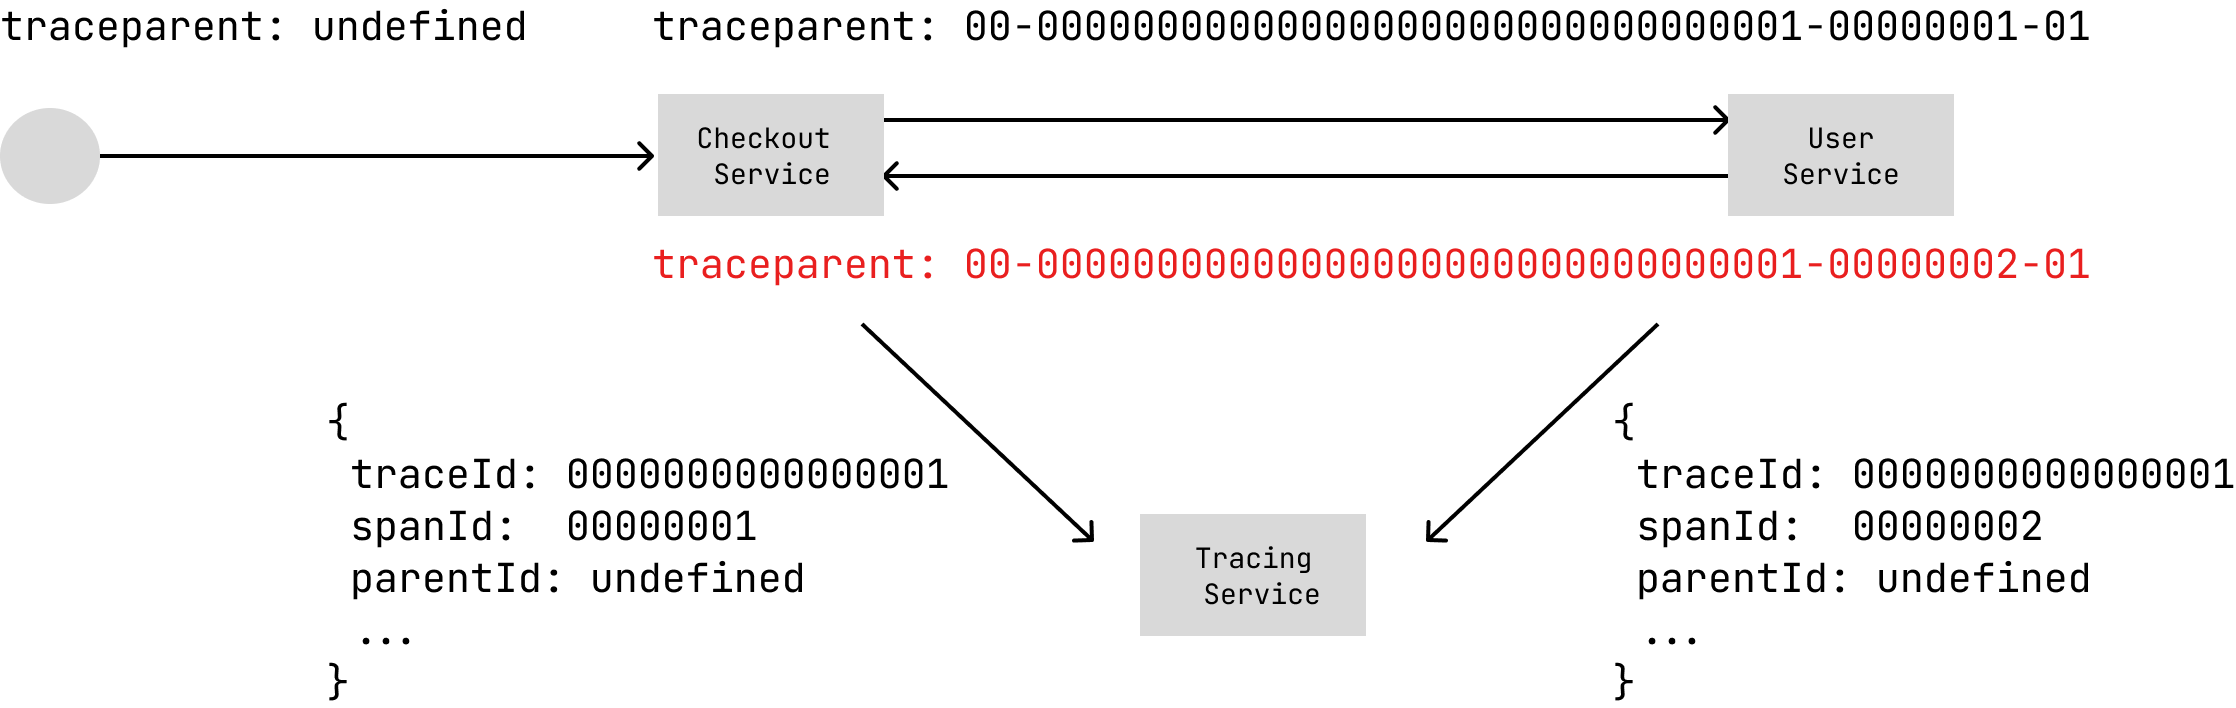 traceparent: undefined
traceparent: 00-00000000000000000000000000000001-00000001-01
Checkout
Service
User
Service
traceparent: 00-00000000000000000000000000000001-00000002-01
{
traceId: 0000000000000001
spanId: 00000001
parentId: undefined
...
}
Tracing
Service
{
traceId: 0000000000000001
spanId: 00000002
parentId: undefined
...
}